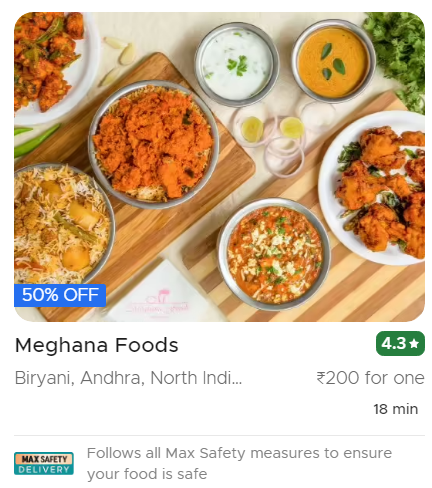 50% OFF
Meghana Foods
4.3★
Biryani, Andhra, North Indi...
₹200 for one
18 min
MAX SAFETY
DELIVERY
Follows all Max Safety measures to ensure
your food is safe